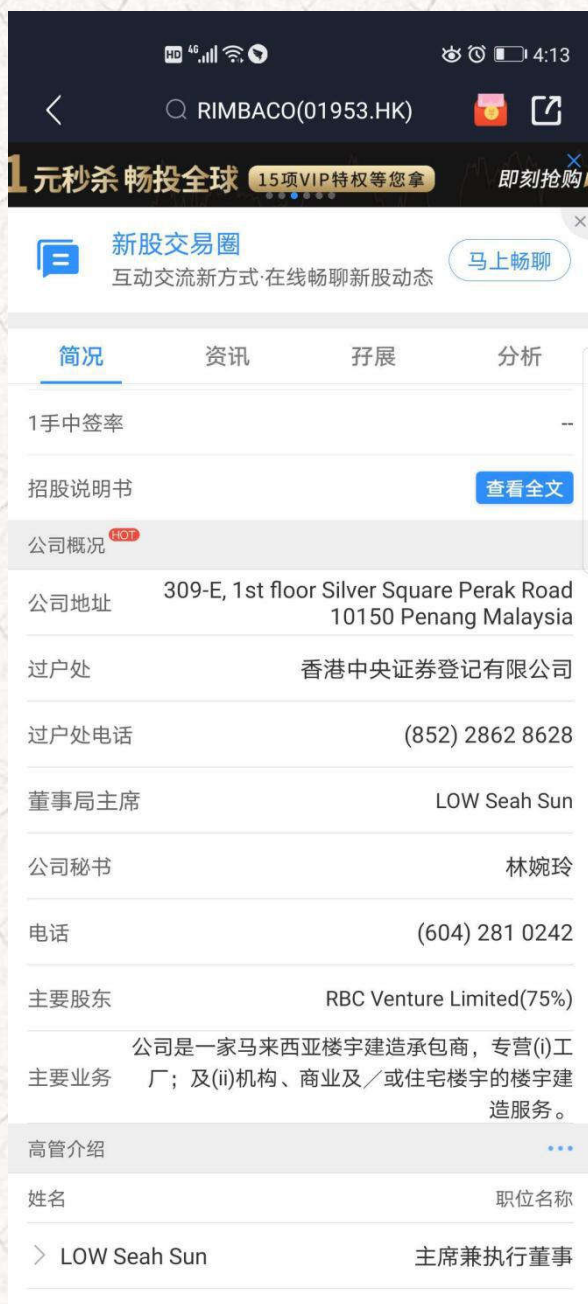 HD 4G 4:13
RIMBACO(01953.HK)
1元秒杀 畅投全球 15项VIP特权等您拿 即刻抢购
新股交易圈
互动交流新方式·在线畅聊新股动态
马上畅聊
简况 资讯 孖展 分析
1手中签率 --
招股说明书 查看全文
公司概况 HOT
公司地址 309-E, 1st floor Silver Square Perak Road
10150 Penang Malaysia
过户处 香港中央证券登记有限公司
过户处电话 (852) 2862 8628
董事局主席 LOW Seah Sun
公司秘书 林婉玲
电话 (604) 281 0242
主要股东 RBC Venture Limited(75%)
公司是一家马来西亚楼宇建造承包商，专营(i)工
主要业务 厂；及(ii)机构、商业及／或住宅楼宇的楼宇建
造服务。
高管介绍
姓名 职位名称
LOW Seah Sun 主席兼执行董事